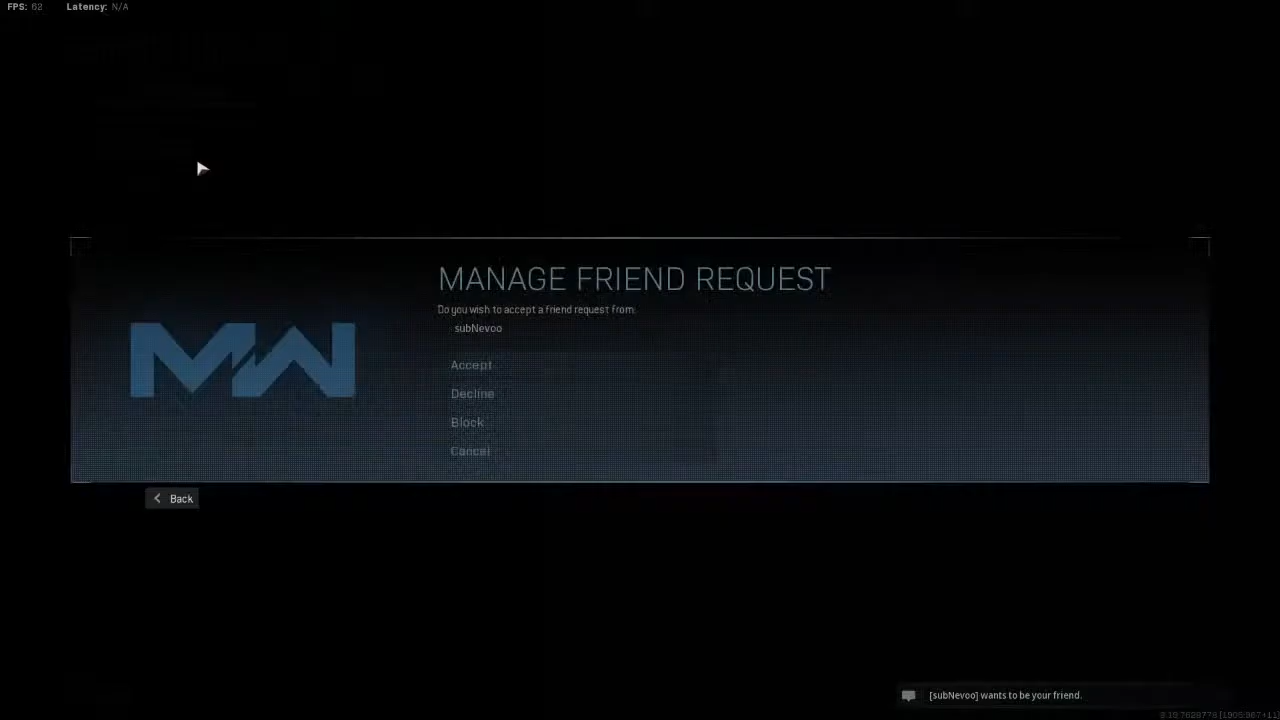 FPS: 62 Latency: N/A
MANAGE FRIEND REQUEST
Do you wish to accept a friend request from:
subNevoo
MW
Accept
Decline
Block
Cancel
Back
[subNevoo] wants to be your friend.